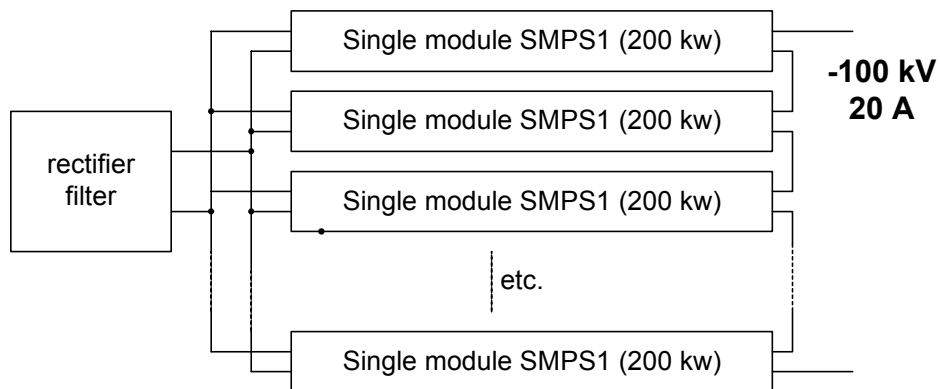 Single module SMPS1 (200 kw)
-100 kV
20 A
Single module SMPS1 (200 kw)
rectifier
filter
Single module SMPS1 (200 kw)
etc.
Single module SMPS1 (200 kw)